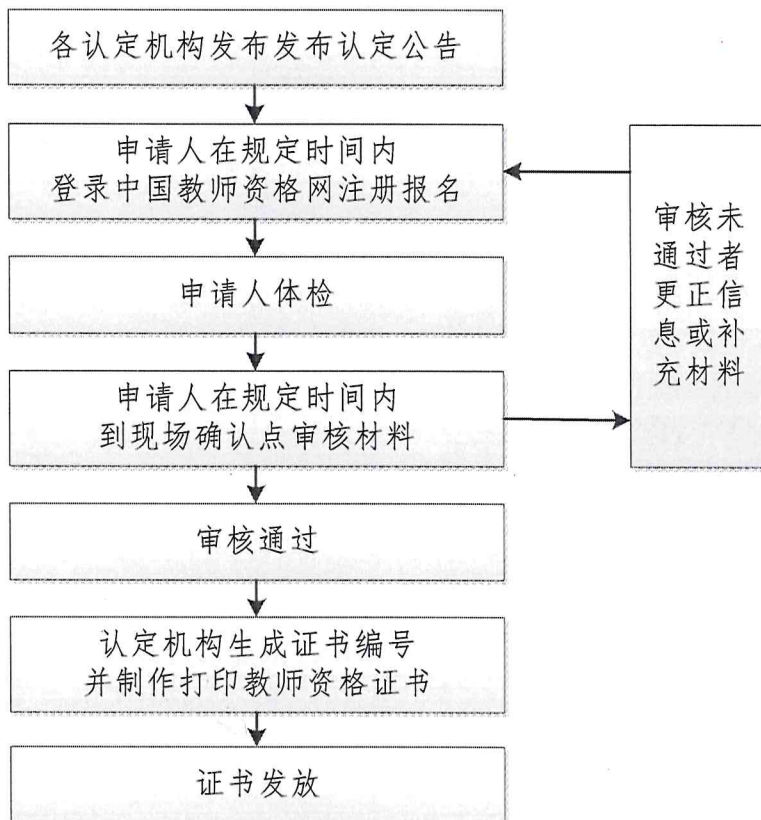 各认定机构发布发布认定公告
申请人在规定时间内
登录中国教师资格网注册报名
申请人体检
申请人在规定时间内
到现场确认点审核材料
审核未
通过者
更正信
息或补
充材料
审核通过
认定机构生成证书编号
并制作打印教师资格证书
证书发放